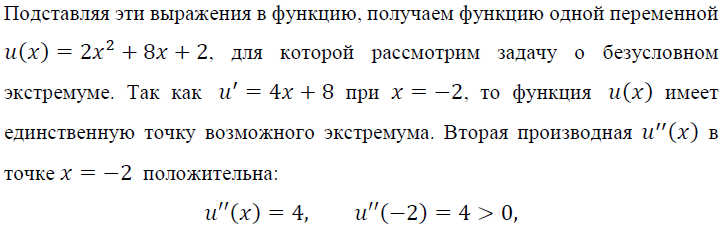 Подставляя эти выражения в функцию, получаем функцию одной переменной
u(x) = 2x² + 8x + 2, для которой рассмотрим задачу о безусловном
экстремуме. Так как u′ = 4x + 8 при x = −2, то функция u(x) имеет
единственную точку возможного экстремума. Вторая производная u′′(x) в
точке x = −2 положительна:
u′′(x) = 4, u′′(−2) = 4 > 0,